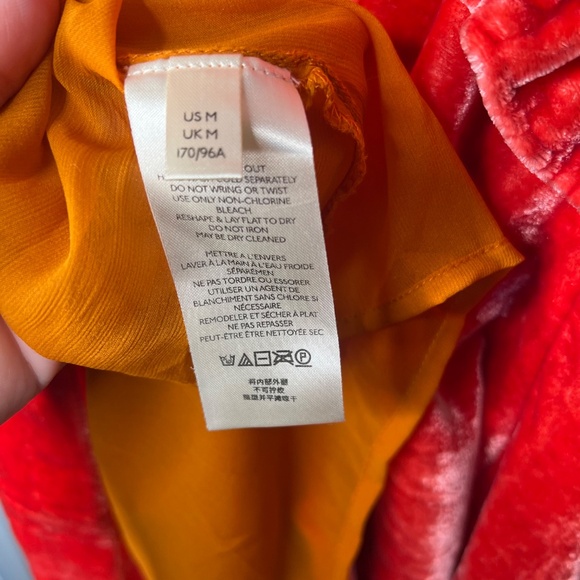 US M
UK M
170/96A
OUT
COLD SEPARATELY
DO NOT WRING OR TWIST
USE ONLY NON-CHLORINE
BLEACH
RESHAPE & LAY FLAT TO DRY
DO NOT IRON
MAY BE DRY CLEANED
METTRE A L'ENVERS
LAVER À LA MAIN À L'EAU FROIDE
SÉPARÉMEN
NE PAS TORDRE OU ESSORER
UTILISER UN AGENT DE
BLANCHIMENT SANS CHLORE SI
NÉCESSAIRE
REMODELER ET SÉCHER À PLAT
NE PAS REPASSER
PEUT-ÊTRE ÊTRE NETTOYÉE SEC
P
将内部外翻
不可拧绞